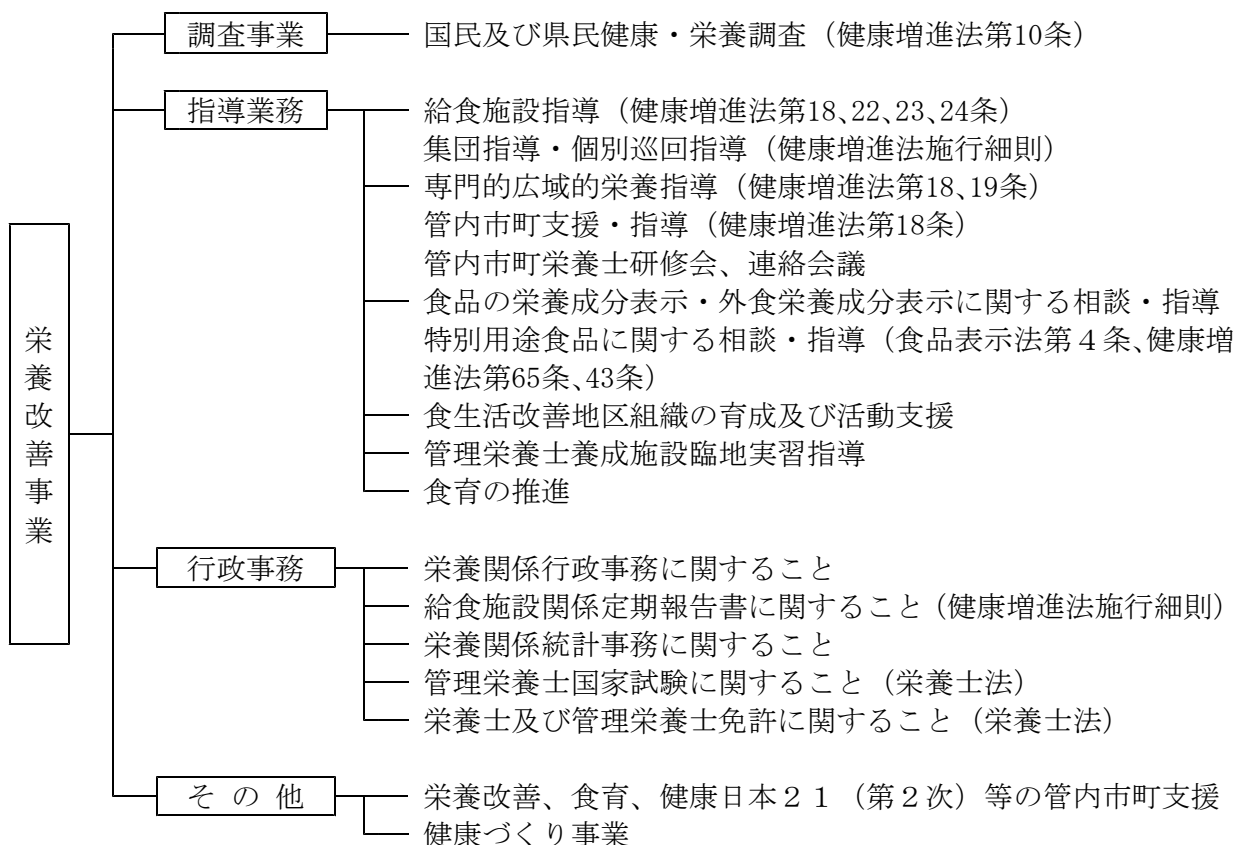 栄養改善事業
調査事業
国民及び県民健康・栄養調査（健康増進法第10条）
指導業務
給食施設指導（健康増進法第18、22、23、24条）
集団指導・個別巡回指導（健康増進法施行細則）
専門的広域的栄養指導（健康増進法第18、19条）
管内市町支援・指導（健康増進法第18条）
管内市町栄養士研修会、連絡会議
食品の栄養成分表示・外食栄養成分表示に関する相談・指導
特別用途食品に関する相談・指導（食品表示法第４条、健康増
進法第65条、43条）
食生活改善地区組織の育成及び活動支援
管理栄養士養成施設臨地実習指導
食育の推進
行政事務
栄養関係行政事務に関すること
給食施設関係定期報告書に関すること（健康増進法施行細則）
栄養関係統計事務に関すること
管理栄養士国家試験に関すること（栄養士法）
栄養士及び管理栄養士免許に関すること（栄養士法）
そ の 他
栄養改善、食育、健康日本２１（第２次）等の管内市町支援
健康づくり事業